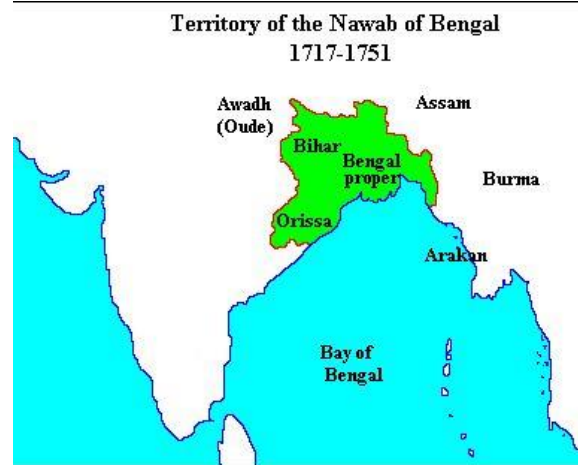 Territory of the Nawab of Bengal
1717-1751
Awadh
(Oude)
Assam
Bihar
Bengal
proper
Burma
Orissa
Arakan
Bay of
Bengal